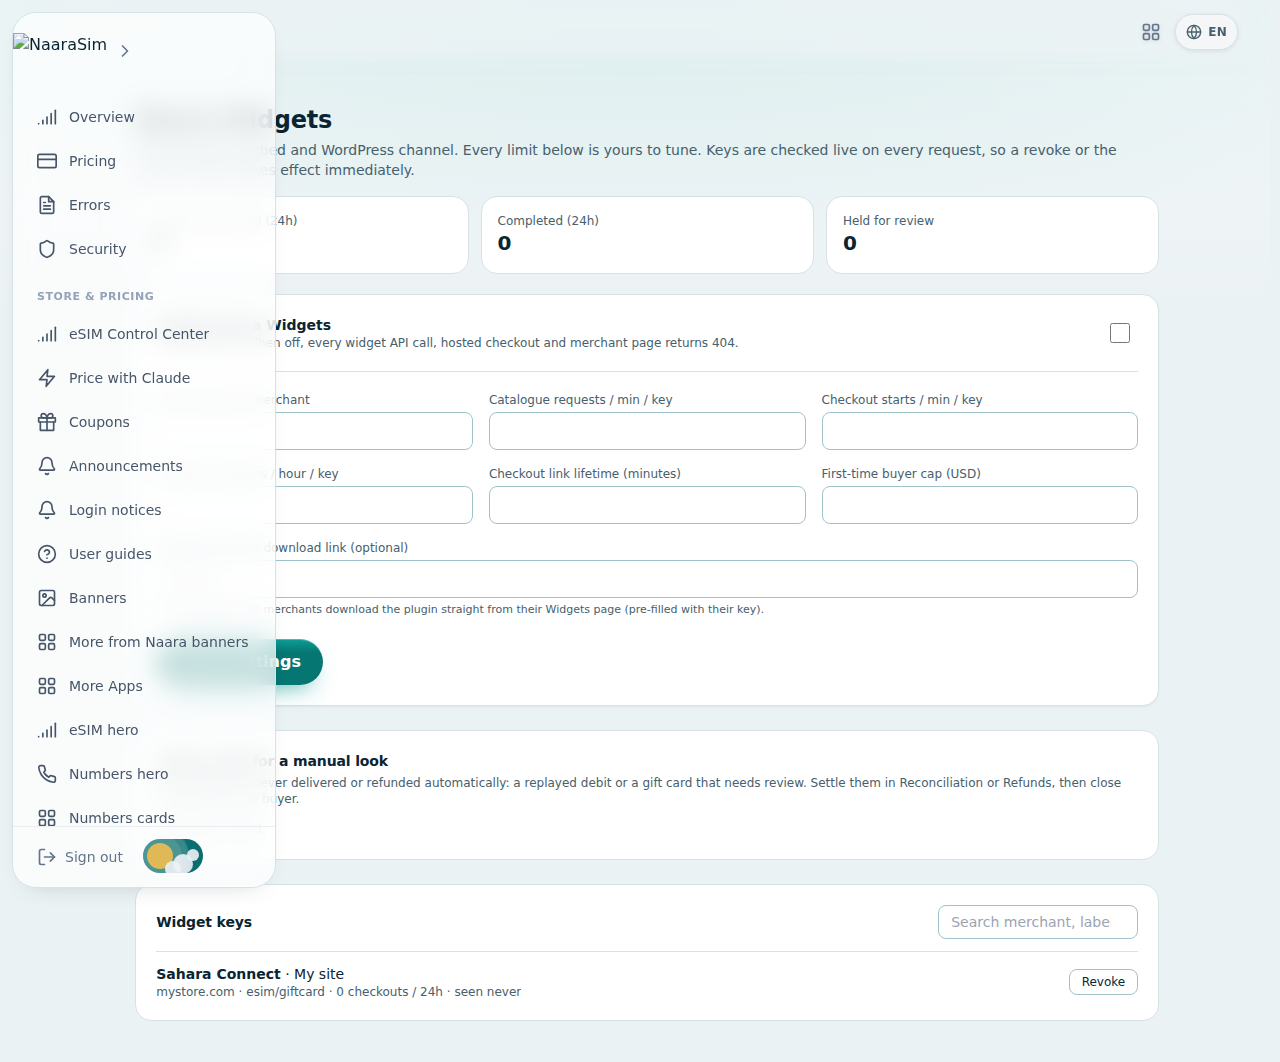 NaaraSim
EN
Overview
Pricing
Errors
Security
STORE & PRICING
eSIM Control Center
Price with Claude
Coupons
Announcements
Login notices
User guides
Banners
More from Naara banners
More Apps
eSIM hero
Numbers hero
Numbers cards
Sign out
and WordPress channel. Every limit below is yours to tune. Keys are checked live on every request, so a revoke or the
effect immediately.
Completed (24h)
0
Held for review
0
Widgets
off, every widget API call, hosted checkout and merchant page returns 404.
Catalogue requests / min / key
Checkout starts / min / key
/ hour / key
Checkout link lifetime (minutes)
First-time buyer cap (USD)
download link (optional)
merchants download the plugin straight from their Widgets page (pre-filled with their key).
for a manual look
delivered or refunded automatically: a replayed debit or a gift card that needs review. Settle them in Reconciliation or Refunds, then close
buyer.
Widget keys
Search merchant, labe
Sahara Connect · My site
mystore.com · esim/giftcard · 0 checkouts / 24h · seen never
Revoke